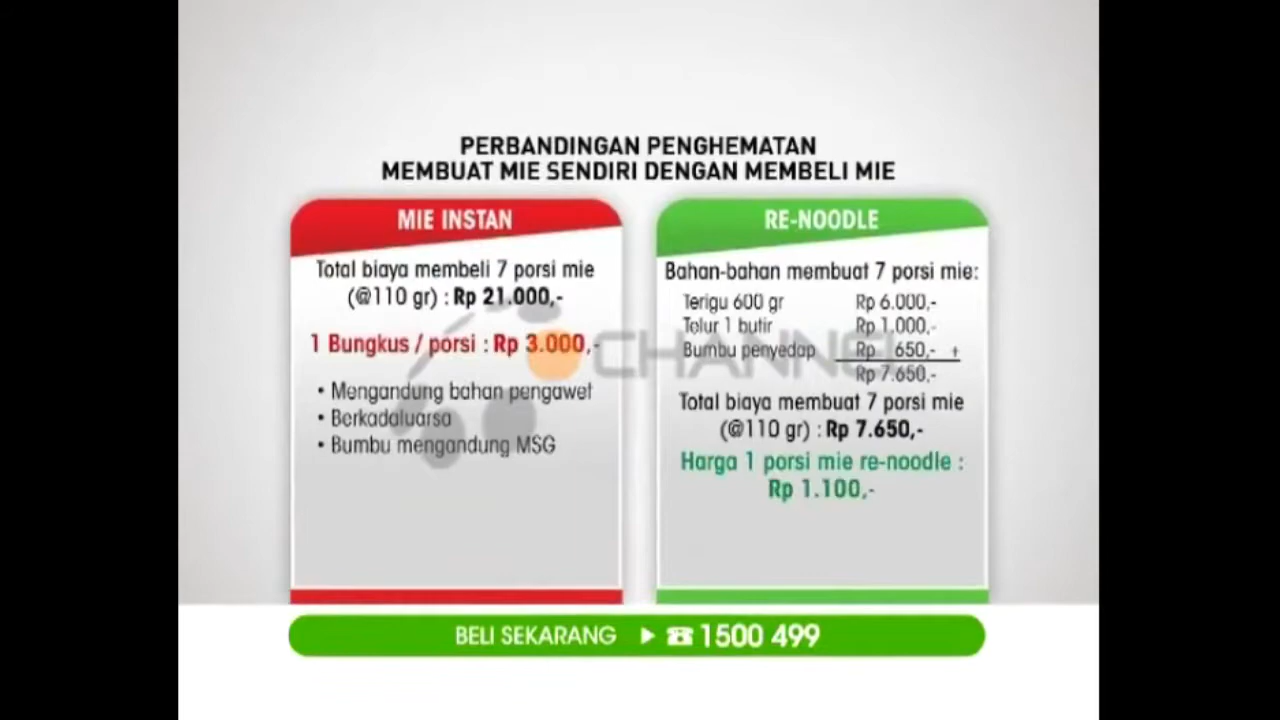 PERBANDINGAN PENGHEMATAN
MEMBUAT MIE SENDIRI DENGAN MEMBELI MIE
MIE INSTAN
Total biaya membeli 7 porsi mie
(@110 gr) : Rp 21.000,-
1 Bungkus / porsi : Rp 3.000,-
• Mengandung bahan pengawet
• Berkadaluarsa
• Bumbu mengandung MSG
RE-NOODLE
Bahan-bahan membuat 7 porsi mie:
Terigu 600 gr Rp 6.000,-
Telur 1 butir Rp 1.000,-
Bumbu penyedap Rp 650,- +
Rp 7.650,-
Total biaya membuat 7 porsi mie
(@110 gr) : Rp 7.650,-
Harga 1 porsi mie re-noodle :
Rp 1.100,-
CHANNEL
BELI SEKARANG ▶ ☎ 1500 499